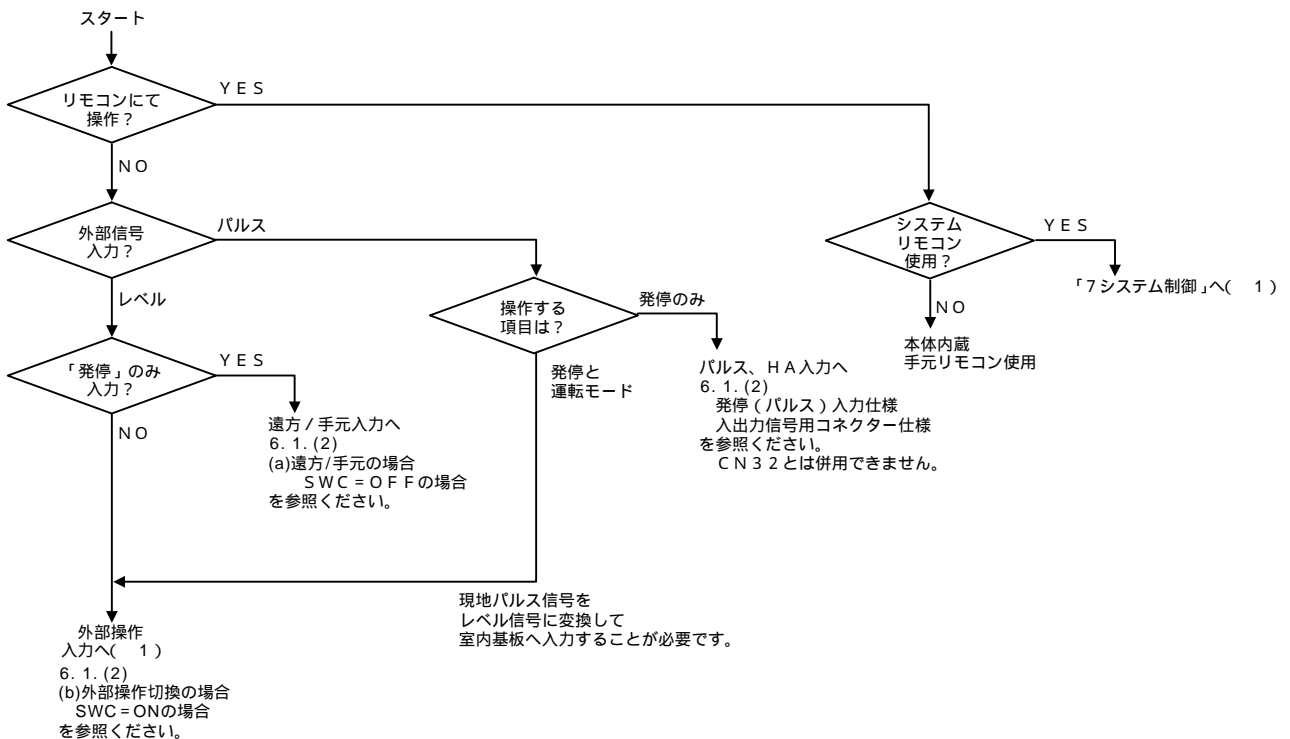 スタート
リモコンにて
操作？
ＹＥＳ
ＮＯ
外部信号
入力？
パルス
レベル
「発停」のみ
入力？
ＹＥＳ
ＮＯ
遠方／手元入力へ
6. 1. (2)
(a)遠方/手元の場合
ＳＷＣ＝ＯＦＦの場合
を参照ください。
操作する
項目は？
発停のみ
発停と
運転モード
パルス、ＨＡ入力へ
6. 1. (2)
発停（パルス）入力仕様
入出力信号用コネクター仕様
を参照ください。
ＣＮ３２とは併用できません。
システム
リモコン
使用？
ＹＥＳ
「７システム制御」へ(　１)
ＮＯ
本体内蔵
手元リモコン使用
現地パルス信号を
レベル信号に変換して
室内基板へ入力することが必要です。
外部操作
入力へ(　１)
6. 1. (2)
(b)外部操作切換の場合
SWC＝ONの場合
を参照ください。